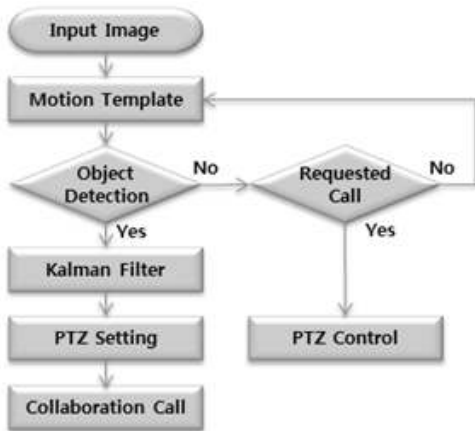 Input Image
Motion Template
Object
Detection
No
Requested
Call
No
Yes
Yes
Kalman Filter
PTZ Setting
PTZ Control
Collaboration Call